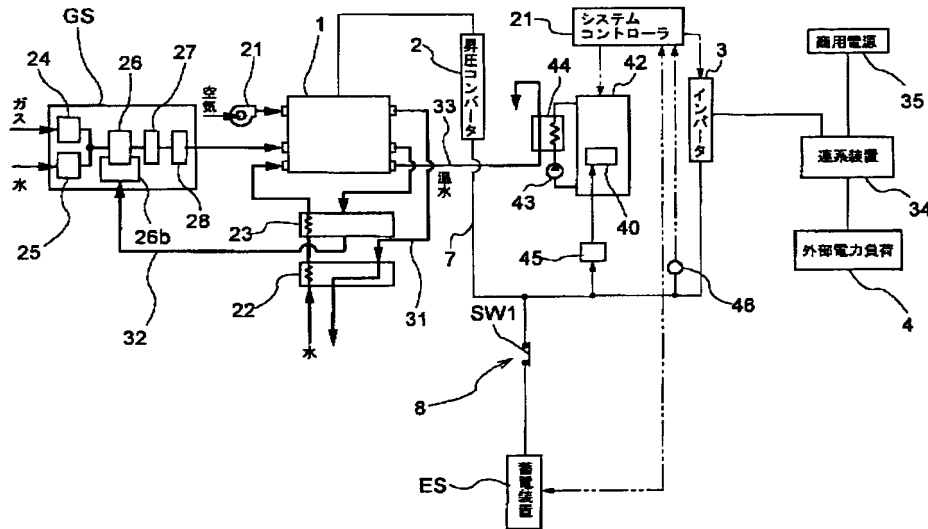 GS
24
26
27
ガス
水
25
26b
28
32
21
空気
1
23
22
水
31
2
昇圧コンバータ
33
温水
7
44
43
45
21
システム
コントローラ
42
40
46
3
インバータ
商用電源
35
連系装置
34
外部電力負荷
4
SW1
8
ES
蓄電装置